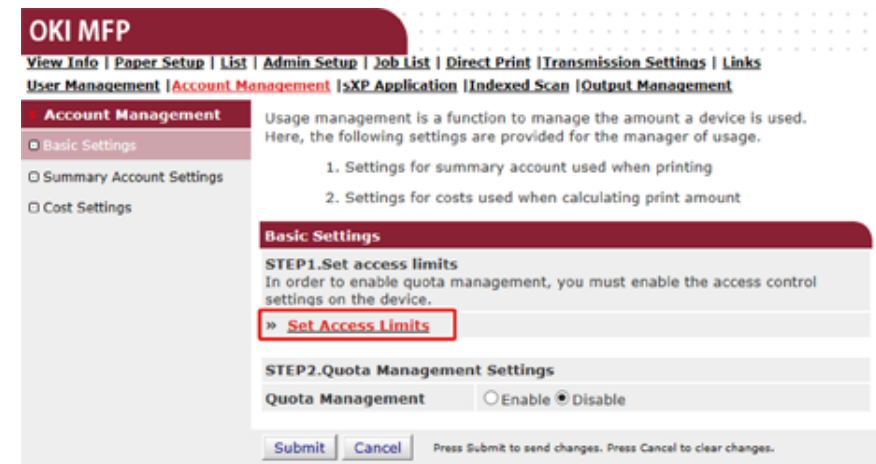 OKI MFP
View Info | Paper Setup | List | Admin Setup | Job List | Direct Print |Transmission Settings | Links
User Management |Account Management |sXP Application |Indexed Scan |Output Management
Account Management
Basic Settings
Summary Account Settings
Cost Settings
Usage management is a function to manage the amount a device is used.
Here, the following settings are provided for the manager of usage.
1. Settings for summary account used when printing
2. Settings for costs used when calculating print amount
Basic Settings
STEP1.Set access limits
In order to enable quota management, you must enable the access control
settings on the device.
» Set Access Limits
STEP2.Quota Management Settings
Quota Management Enable Disable
Submit Cancel Press Submit to send changes. Press Cancel to clear changes.